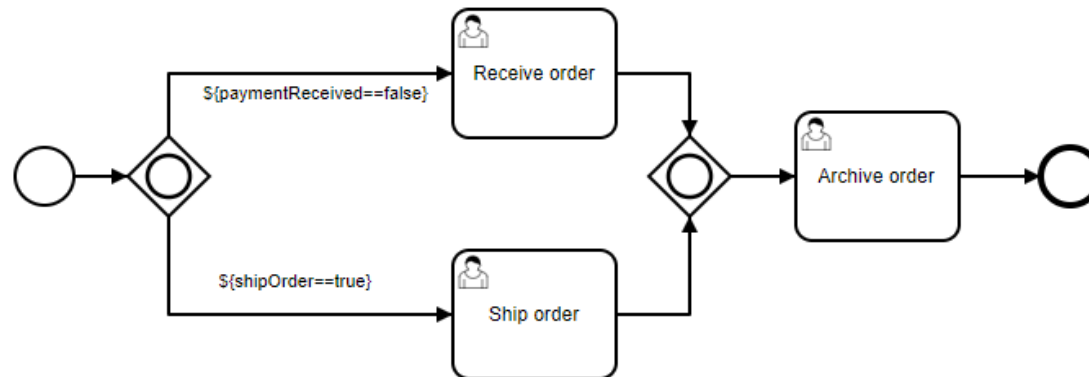 Receive order
${paymentReceived==false}
Archive order
${shipOrder==true}
Ship order